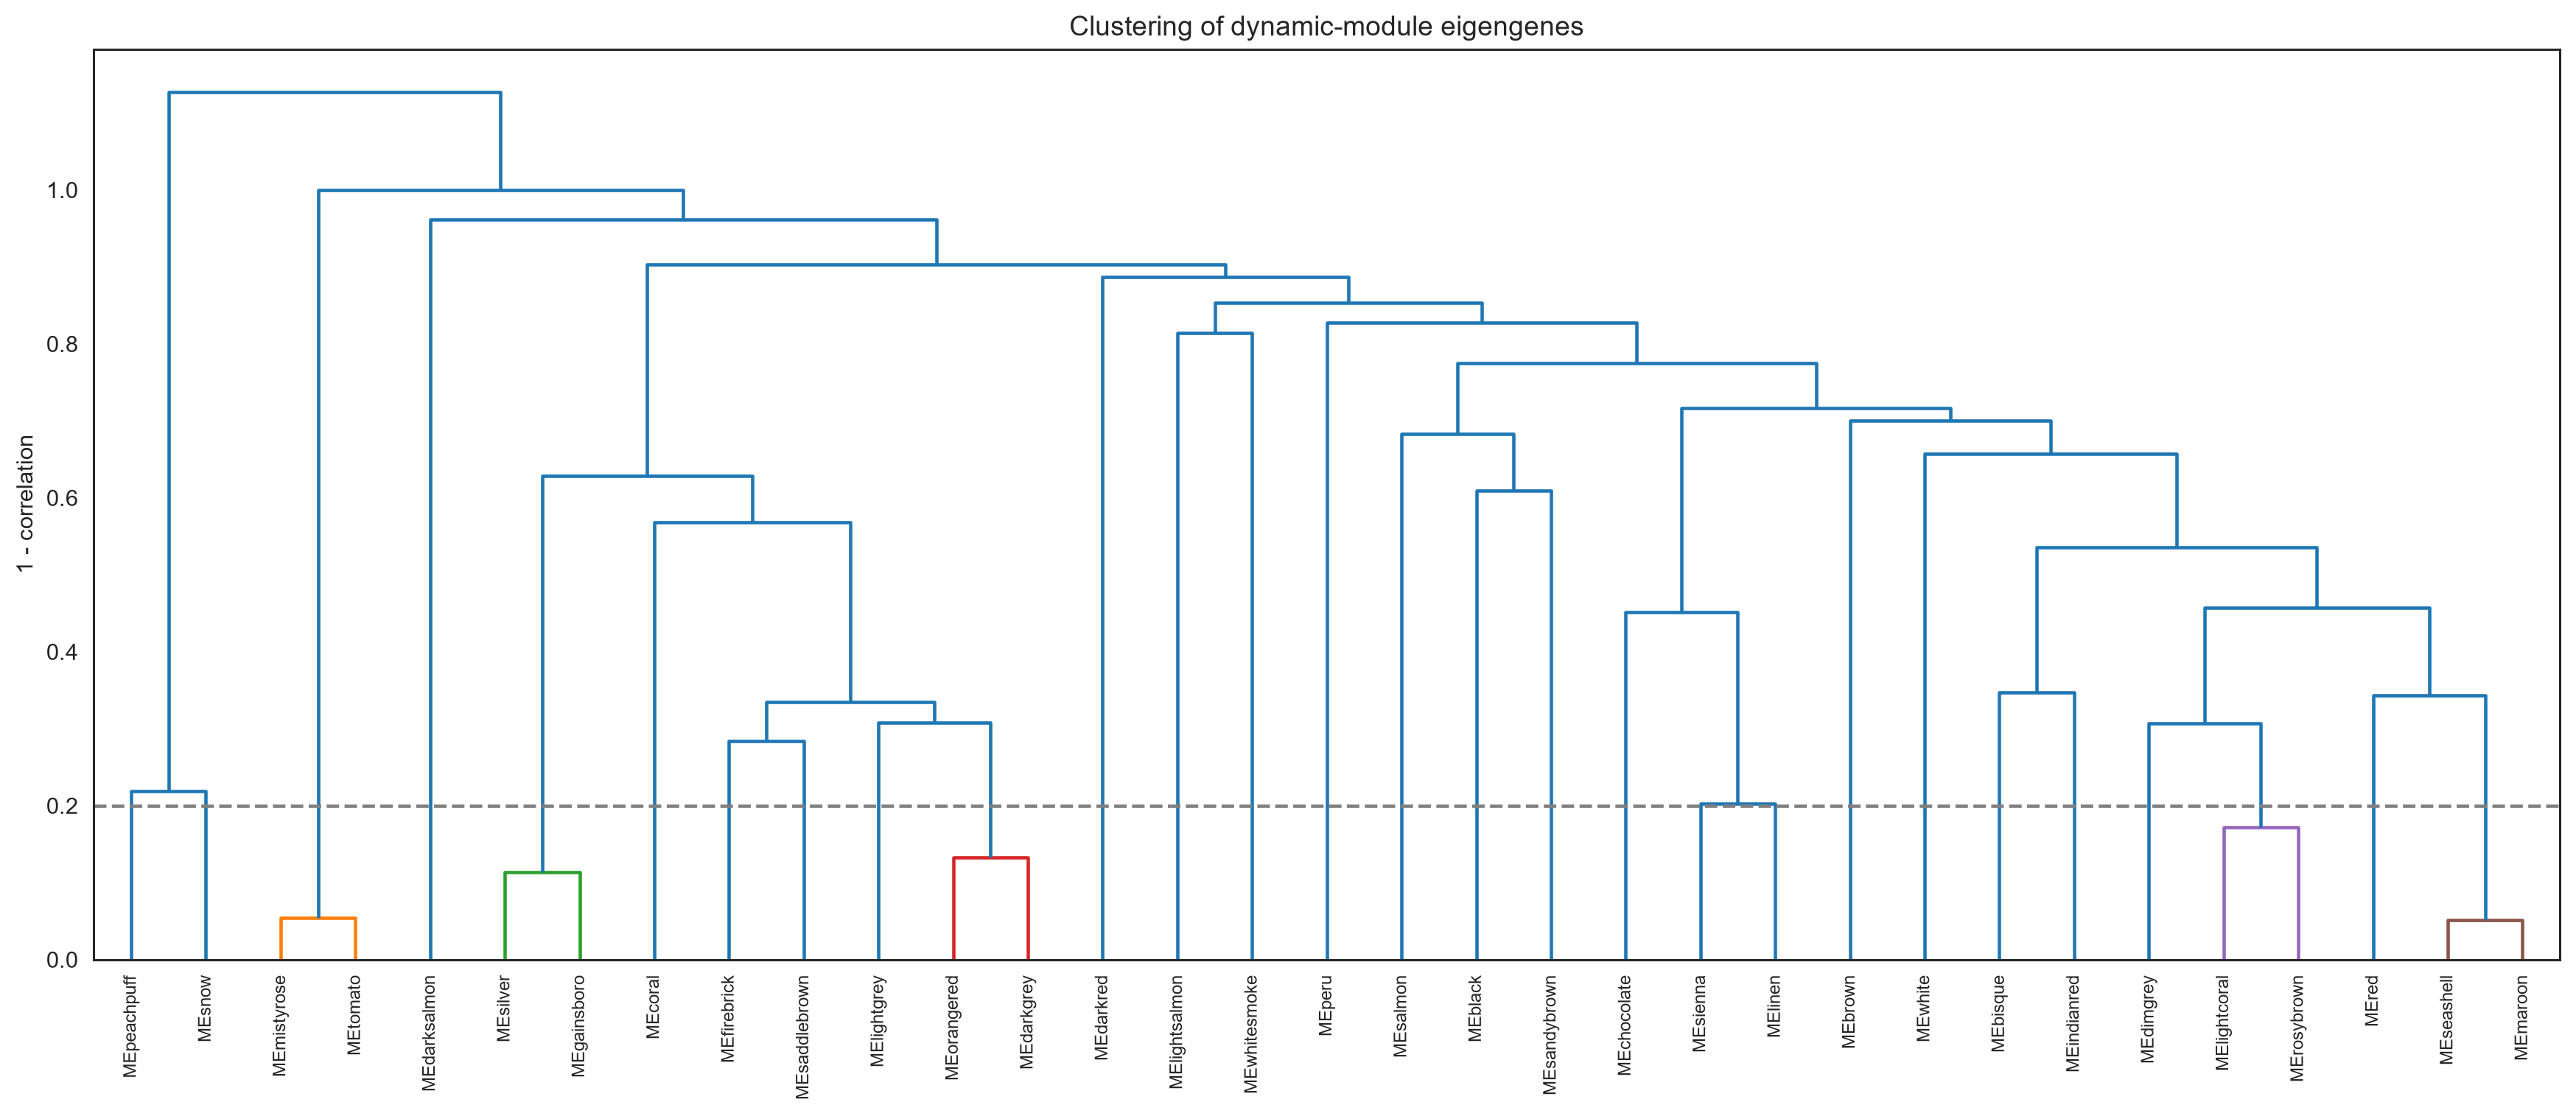 Clustering of dynamic-module eigengenes
1 - correlation
1.0
0.8
0.6
0.4
0.2
0.0
MEpeachpuff
MEsnow
MEmistyrose
MEtomato
MEdarksalmon
MEsilver
MEgainsboro
MEcoral
MEfirebrick
MEsaddlebrown
MElightgrey
MEorangered
MEdarkgrey
MEdarkred
MElightsalmon
MEwhitesmoke
MEperu
MEsalmon
MEblack
MEsandybrown
MEchocolate
MEsienna
MElinen
MEbrown
MEwhite
MEbisque
MEindianred
MEdimgrey
MElightcoral
MErosybrown
MEred
MEseashell
MEmaroon